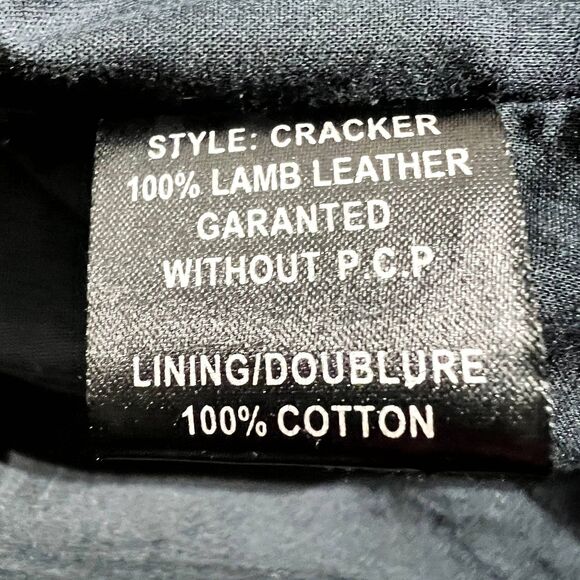 STYLE: CRACKER
100% LAMB LEATHER
GARANTED
WITHOUT P.C.P
LINING/DOUBLURE
100% COTTON